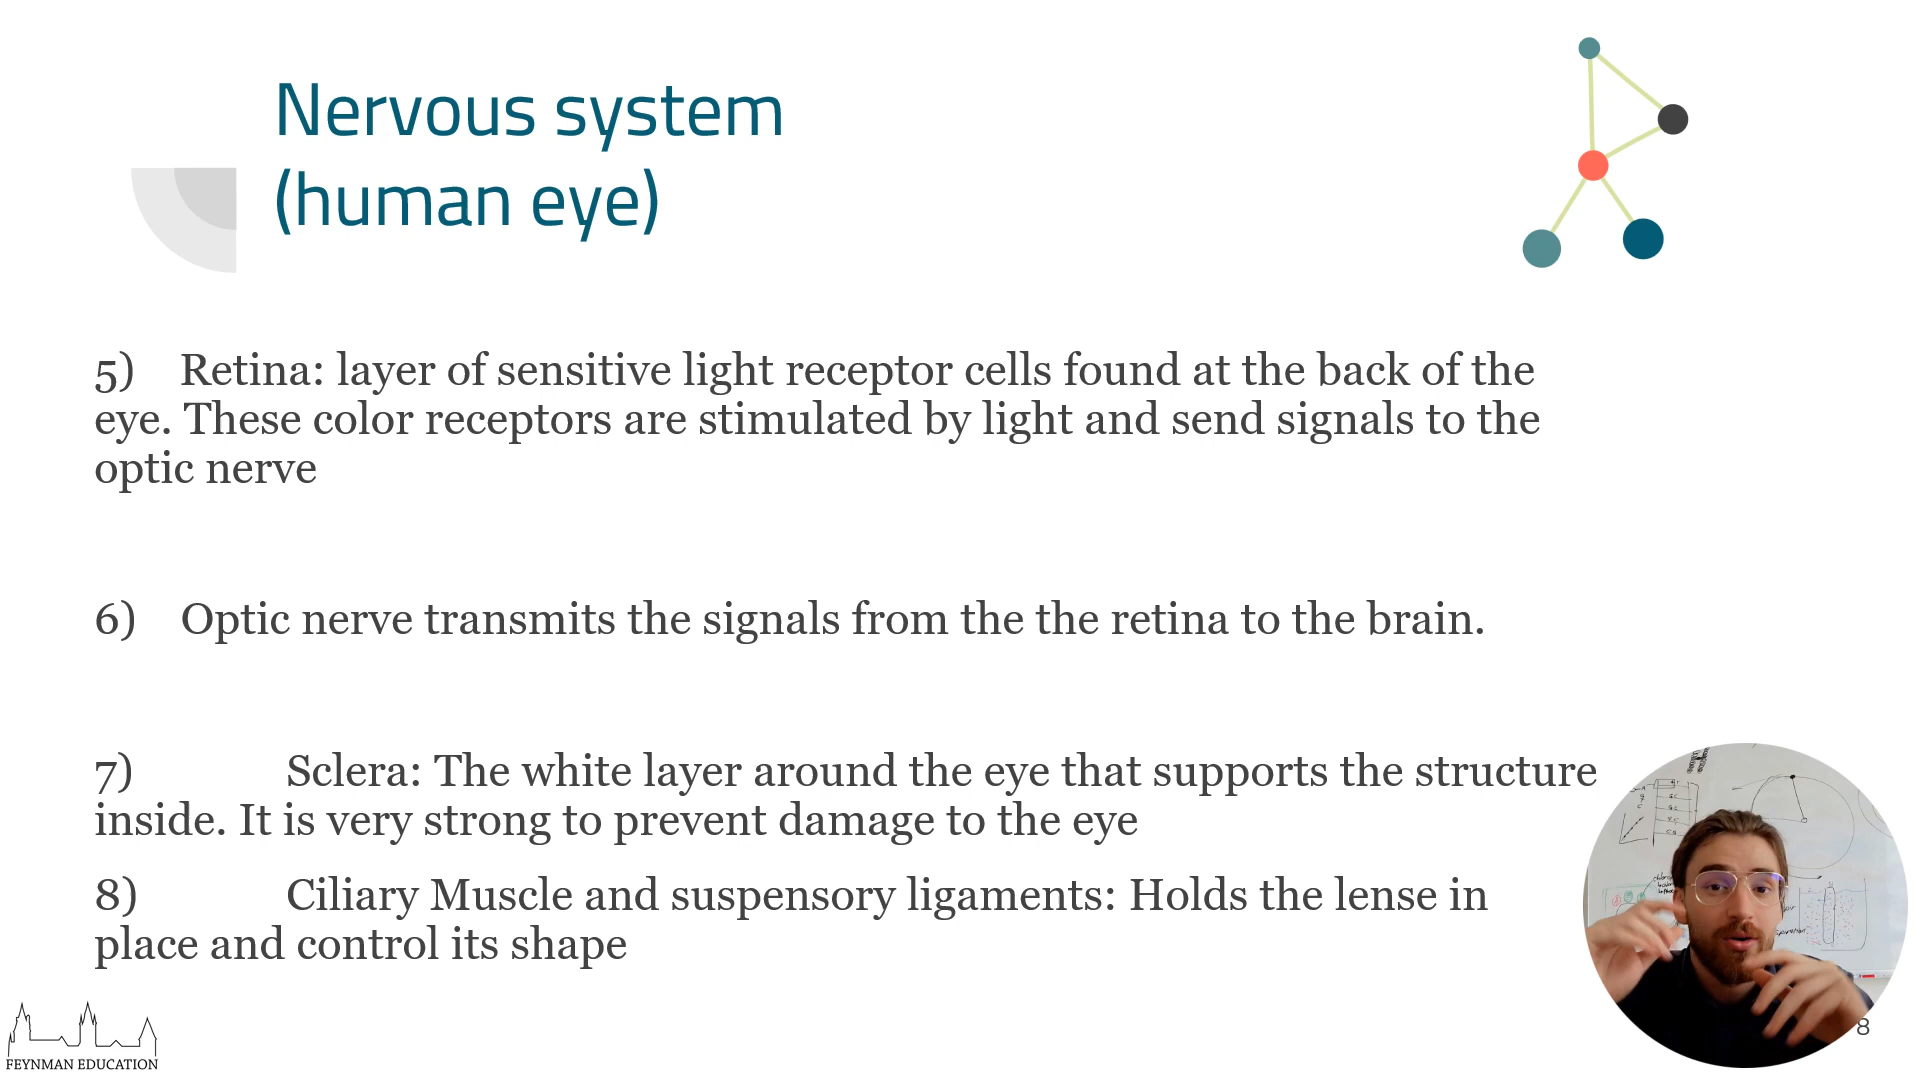 Nervous system
(human eye)
5) Retina: layer of sensitive light receptor cells found at the back of the
eye. These color receptors are stimulated by light and send signals to the
optic nerve
6) Optic nerve transmits the signals from the the retina to the brain.
7) Sclera: The white layer around the eye that supports the structure
inside. It is very strong to prevent damage to the eye
8) Ciliary Muscle and suspensory ligaments: Holds the lense in
place and control its shape
FEYNMAN EDUCATION
8